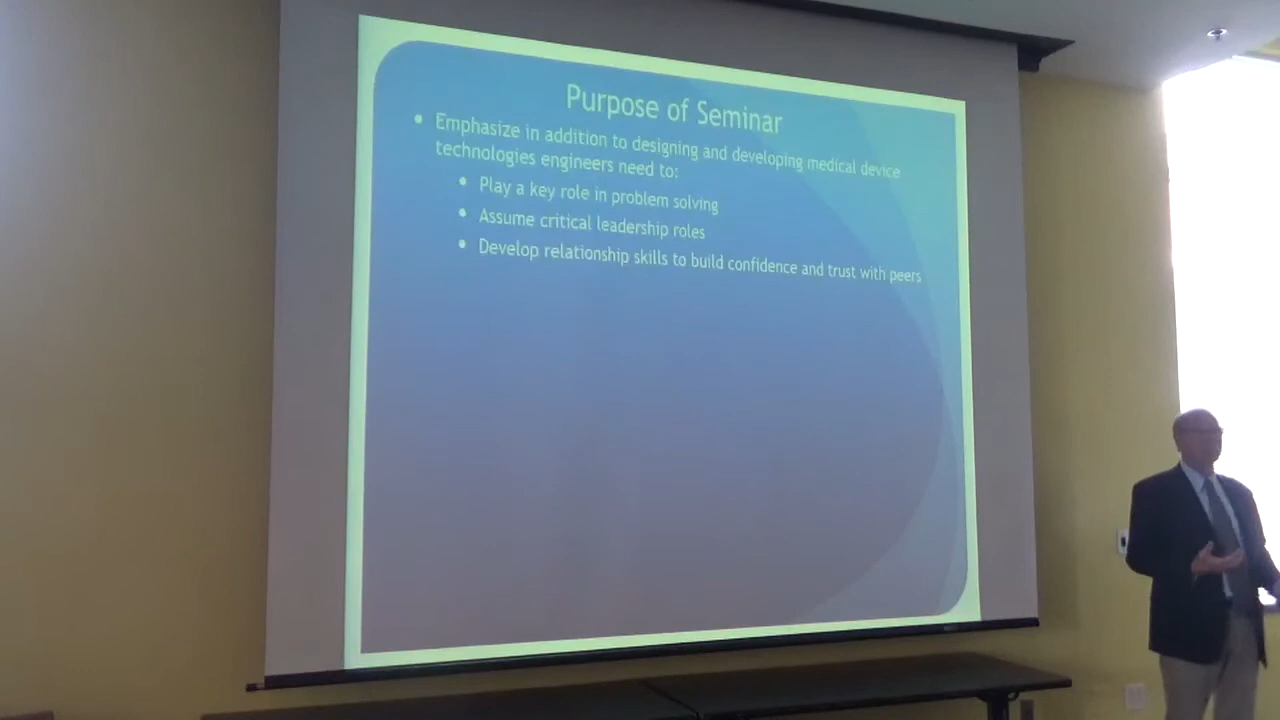 Purpose of Seminar
• Emphasize in addition to designing and developing medical device
technologies engineers need to:
• Play a key role in problem solving
• Assume critical leadership roles
• Develop relationship skills to build confidence and trust with peers